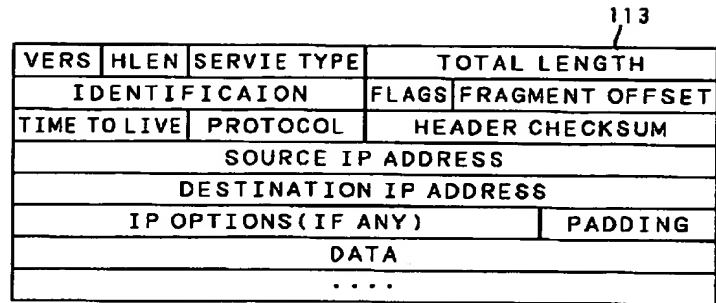 113
VERS HLEN SERVIE TYPE TOTAL LENGTH
IDENTIFICAION FLAGS FRAGMENT OFFSET
TIME TO LIVE PROTOCOL HEADER CHECKSUM
SOURCE IP ADDRESS
DESTINATION IP ADDRESS
IP OPTIONS(IF ANY) PADDING
DATA
....